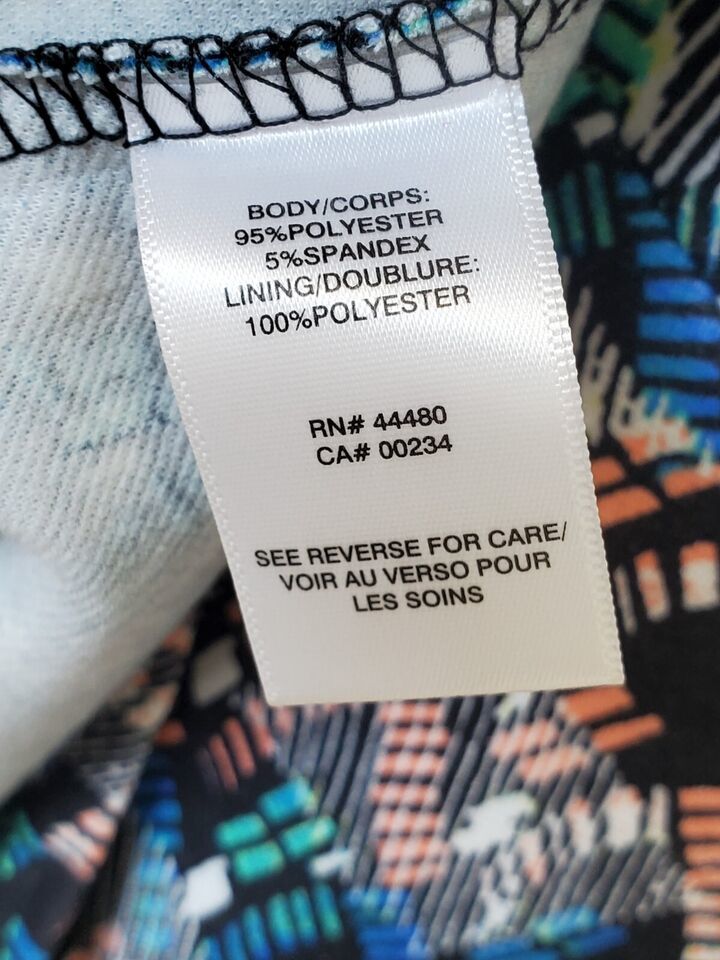 BODY/CORPS:
95%POLYESTER
5%SPANDEX
LINING/DOUBLURE:
100%POLYESTER
RN# 44480
CA# 00234
SEE REVERSE FOR CARE/
VOIR AU VERSO POUR
LES SOINS